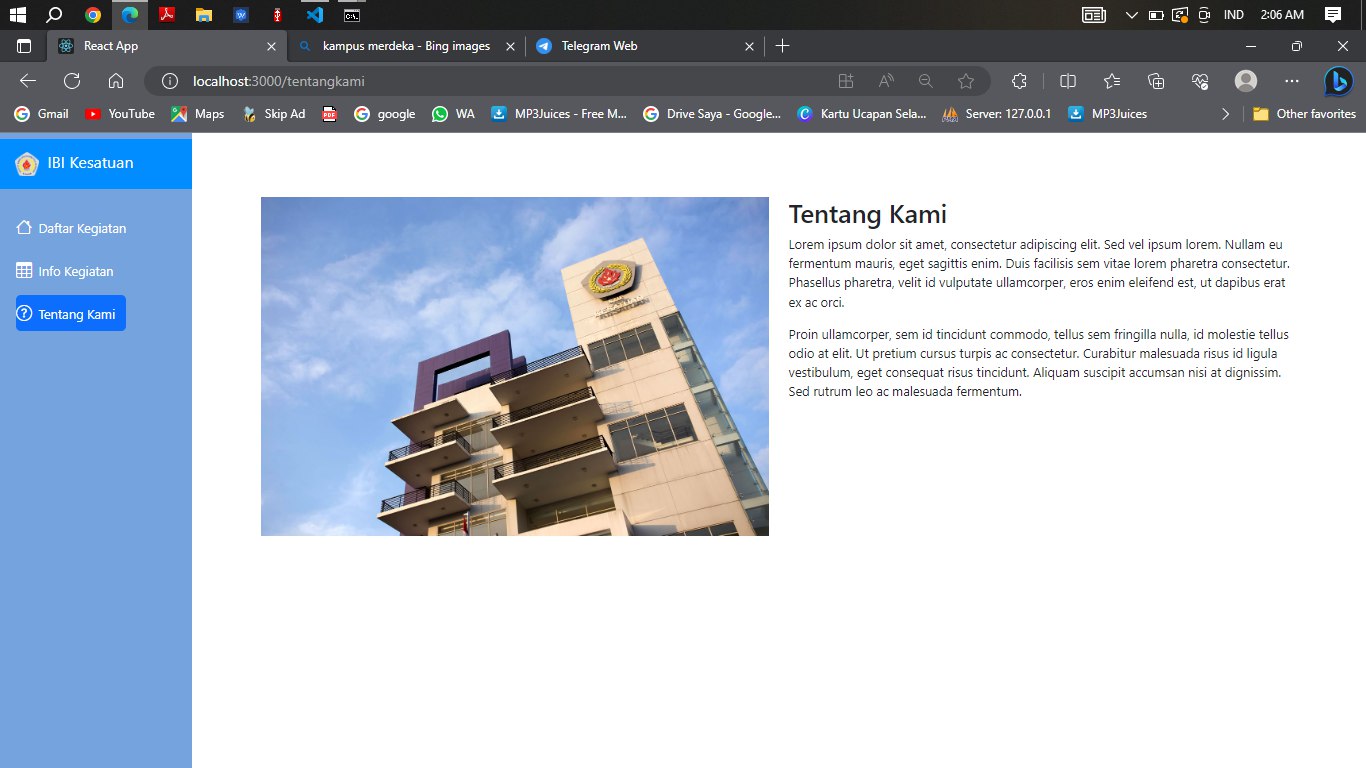 IND
2:06 AM
React App
kampus merdeka - Bing images
Telegram Web
localhost:3000/tentangkami
Gmail
YouTube
Maps
Skip Ad
google
WA
MP3Juices - Free M...
Drive Saya - Google...
Kartu Ucapan Sela...
Server: 127.0.0.1
MP3Juices
Other favorites
IBI Kesatuan
Daftar Kegiatan
Info Kegiatan
Tentang Kami
Tentang Kami
Lorem ipsum dolor sit amet, consectetur adipiscing elit. Sed vel ipsum lorem. Nullam eu
fermentum mauris, eget sagittis enim. Duis facilisis sem vitae lorem pharetra consectetur.
Phasellus pharetra, velit id vulputate ullamcorper, eros enim eleifend est, ut dapibus erat
ex ac orci.
Proin ullamcorper, sem id tincidunt commodo, tellus sem fringilla nulla, id molestie tellus
odio at elit. Ut pretium cursus turpis ac consectetur. Curabitur malesuada risus id ligula
vestibulum, eget consequat risus tincidunt. Aliquam suscipit accumsan nisi at dignissim.
Sed rutrum leo ac malesuada fermentum.